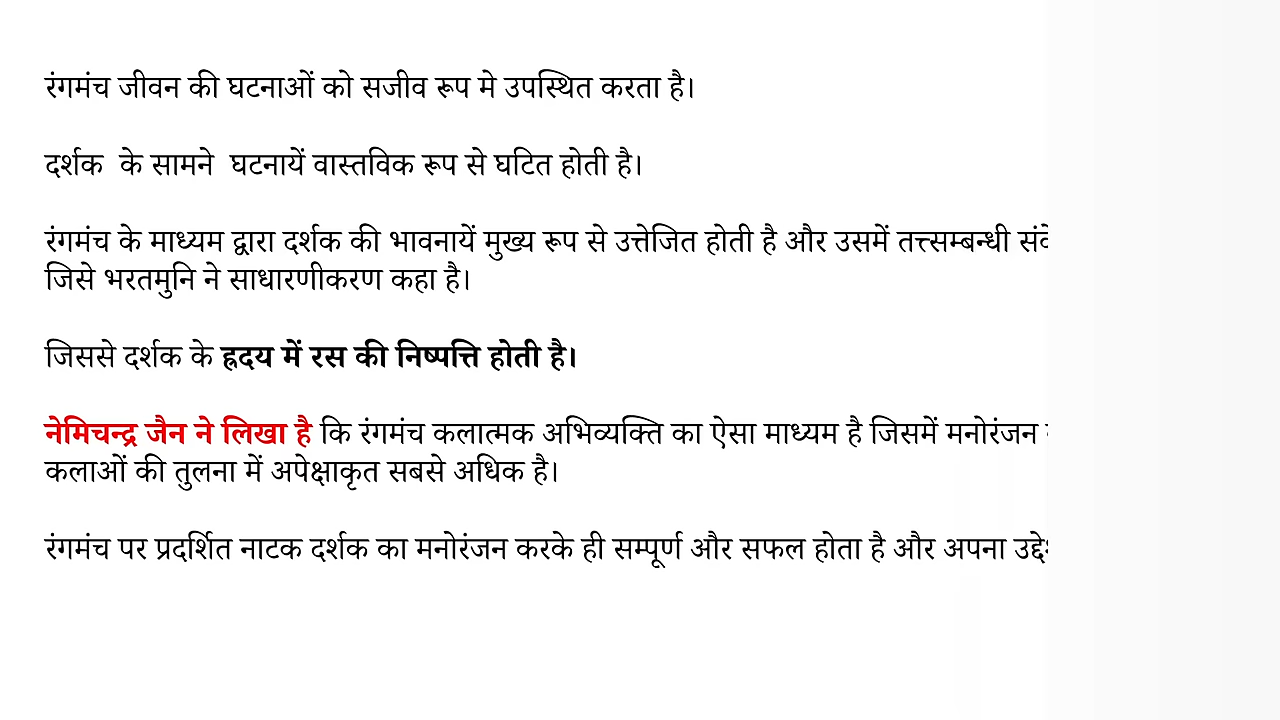 रंगमंच जीवन की घटनाओं को सजीव रूप मे उपस्थित करता है।
दर्शक के सामने घटनायें वास्तविक रूप से घटित होती है।
रंगमंच के माध्यम द्वारा दर्शक की भावनायें मुख्य रूप से उत्तेजित होती है और उसमें तत्त्सम्बन्धी
जिसे भरतमुनि ने साधारणीकरण कहा है।
जिससे दर्शक के ह्रदय में रस की निष्पत्ति होती है।
नेमिचन्द्र जैन ने लिखा है कि रंगमंच कलात्मक अभिव्यक्ति का ऐसा माध्यम है जिसमें मनोरंजन
कलाओं की तुलना में अपेक्षाकृत सबसे अधिक है।
रंगमंच पर प्रदर्शित नाटक दर्शक का मनोरंजन करके ही सम्पूर्ण और सफल होता है और अपना